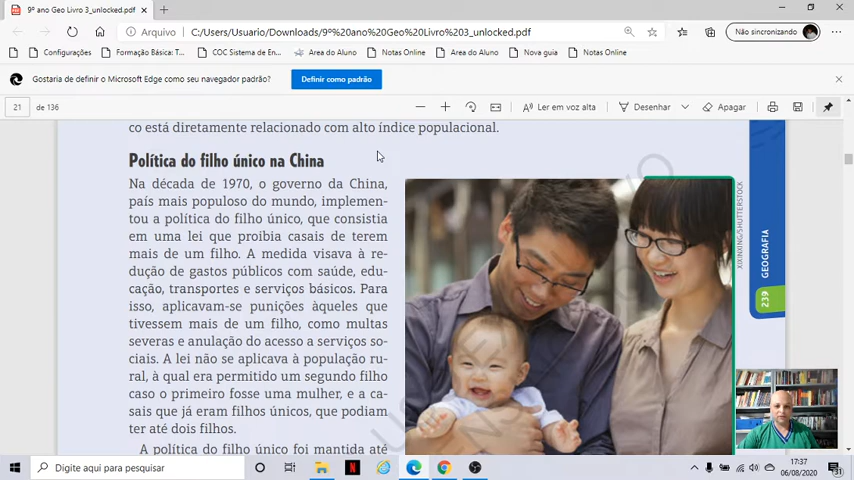 9º ano Geo Livro 3_unlocked.pdf
Arquivo
C:/Users/Usuario/Downloads/9º%20ano%20Geo%20Livro%203_unlocked.pdf
Não sincronizando
Configurações
Formação Básica: T...
COC Sistema de En...
Area do Aluno
Notas Online
Area do Aluno
Nova guia
Notas Online
Gostaria de definir o Microsoft Edge como seu navegador padrão?
Definir como padrão
21 de 136
Ler em voz alta
Desenhar
Apagar
co está diretamente relacionado com alto índice populacional.
Política do filho único na China
Na década de 1970, o governo da China,
país mais populoso do mundo, implemen-
tou a política do filho único, que consistia
em uma lei que proibia casais de terem
mais de um filho. A medida visava à re-
dução de gastos públicos com saúde, edu-
cação, transportes e serviços básicos. Para
isso, aplicavam-se punições àqueles que
tivessem mais de um filho, como multas
severas e anulação do acesso a serviços so-
ciais. A lei não se aplicava à população ru-
ral, à qual era permitido um segundo filho
caso o primeiro fosse uma mulher, e a ca-
sais que já eram filhos únicos, que podiam
ter até dois filhos.
A política do filho único foi mantida até
XIXINXING/SHUTTERSTOCK
GEOGRAFIA
239
Digite aqui para pesquisar
17:37
06/08/2020
31